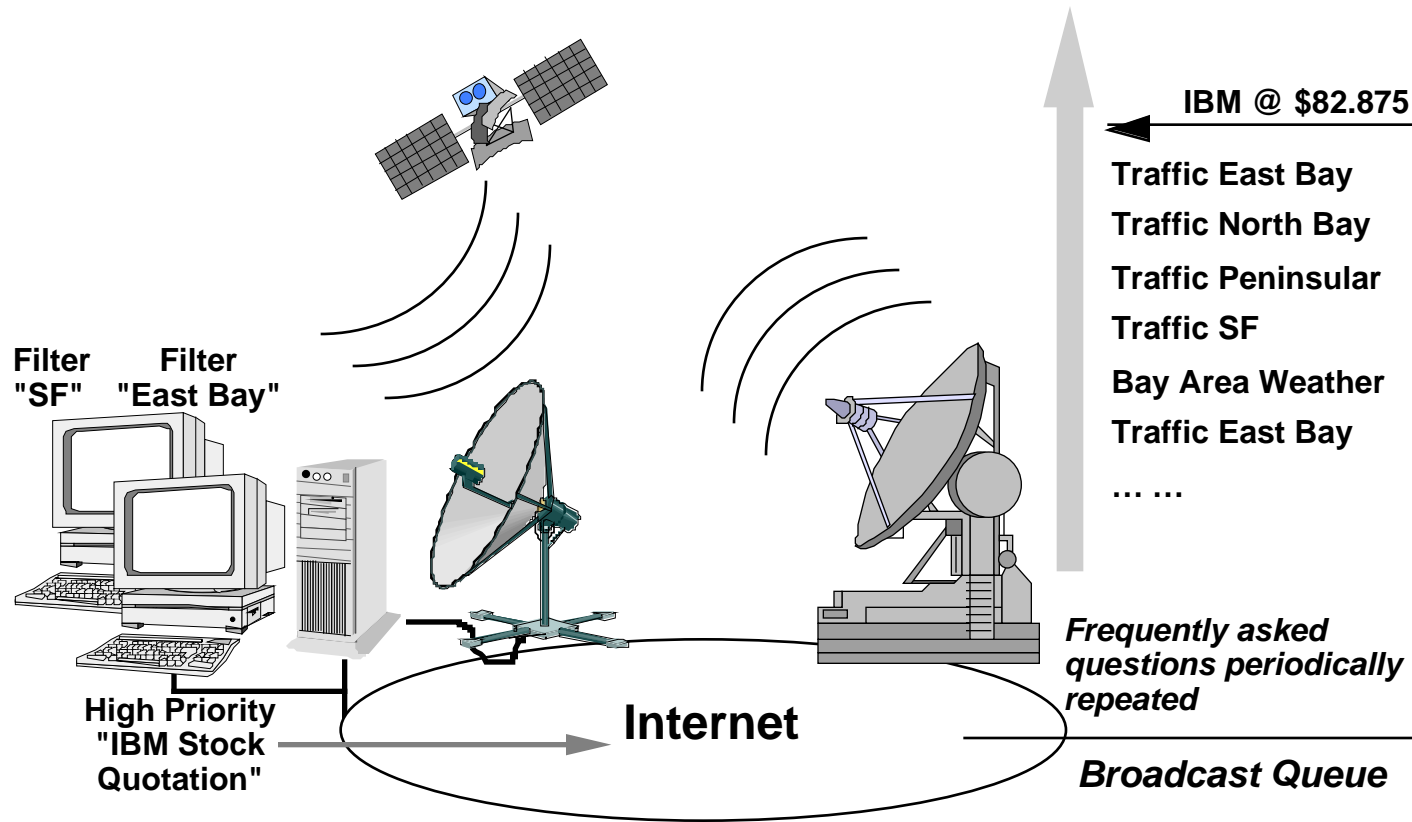 IBM @ $82.875
Traffic East Bay
Traffic North Bay
Traffic Peninsular
Traffic SF
Bay Area Weather
Traffic East Bay
... ...
Filter
"SF"
Filter
"East Bay"
High Priority
"IBM Stock
Quotation"
Internet
Frequently asked
questions periodically
repeated
Broadcast Queue